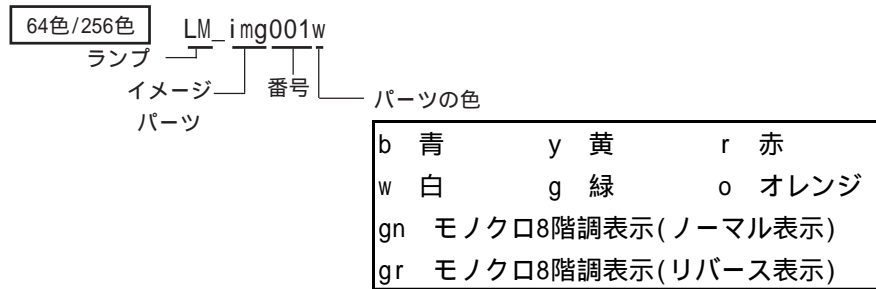 64色/256色 LM_img001w
ランプ
イメージ 番号 パーツの色
パーツ
b 青 y 黄 r 赤
w 白 g 緑 o オレンジ
gn モノクロ8階調表示(ノーマル表示)
gr モノクロ8階調表示(リバース表示)